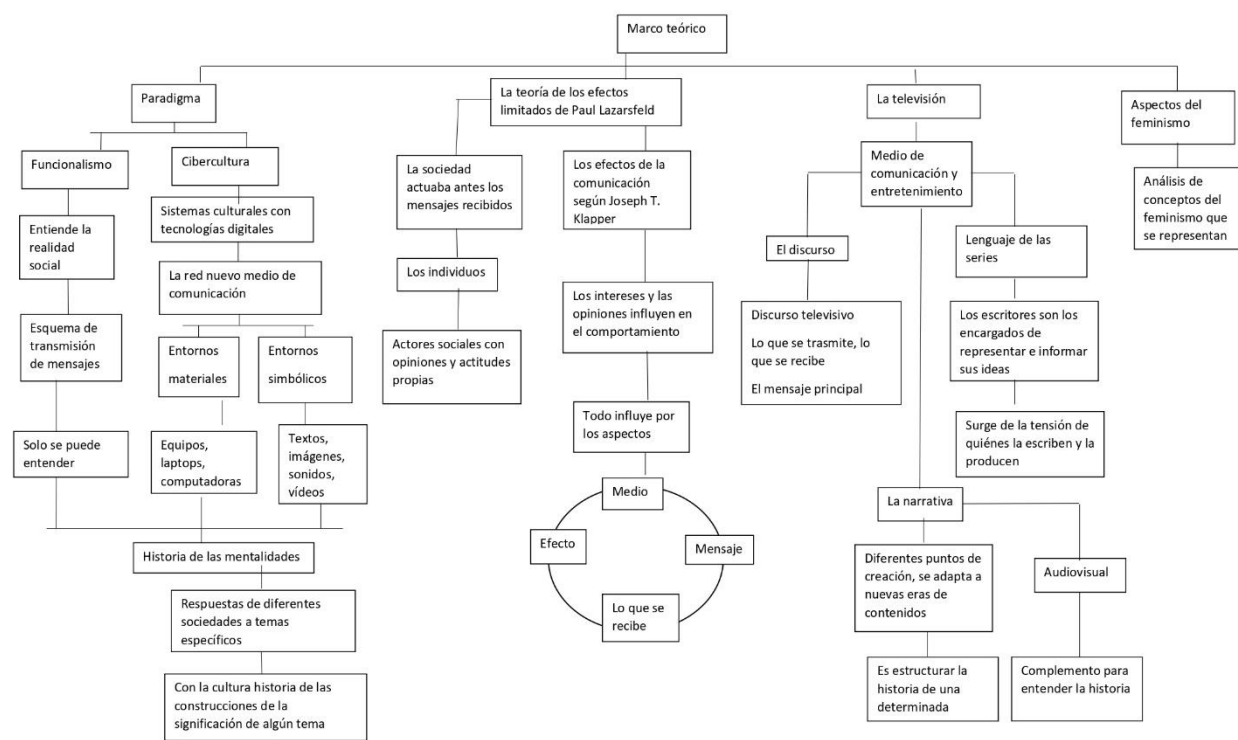 Marco teórico
Paradigma
Funcionalismo
Entiende la
realidad
social
Esquema de
transmisión
de mensajes
Solo se puede
entender
Cibercultura
Sistemas culturales con
tecnologías digitales
La red nuevo medio de
comunicación
Entornos
materiales
Equipos,
laptops,
computadoras
Entornos
simbólicos
Textos,
imágenes,
sonidos,
vídeos
Historia de las mentalidades
Respuestas de diferentes
sociedades a temas
específicos
Con la cultura historia de las
construcciones de la
significación de algún tema
La teoría de los efectos
limitados de Paul Lazarsfeld
La sociedad
actuaba antes los
mensajes recibidos
Los individuos
Actores sociales con
opiniones y actitudes
propias
Los efectos de la
comunicación
según Joseph T.
Klapper
Los intereses y las
opiniones influyen en
el comportamiento
Todo influye por
los aspectos
Medio
Mensaje
Lo que se
recibe
Efecto
La televisión
Medio de
comunicación y
entretenimiento
El discurso
Discurso televisivo
Lo que se trasmite, lo
que se recibe
El mensaje principal
Lenguaje de las
series
Los escritores son los
encargados de
representar e informar
sus ideas
Surge de la tensión de
quiénes la escriben y la
producen
La narrativa
Diferentes puntos de
creación, se adapta a
nuevas eras de
contenidos
Es estructurar la
historia de una
determinada
Audiovisual
Complemento para
entender la historia
Aspectos del
feminismo
Análisis de
conceptos del
feminismo que
se representan